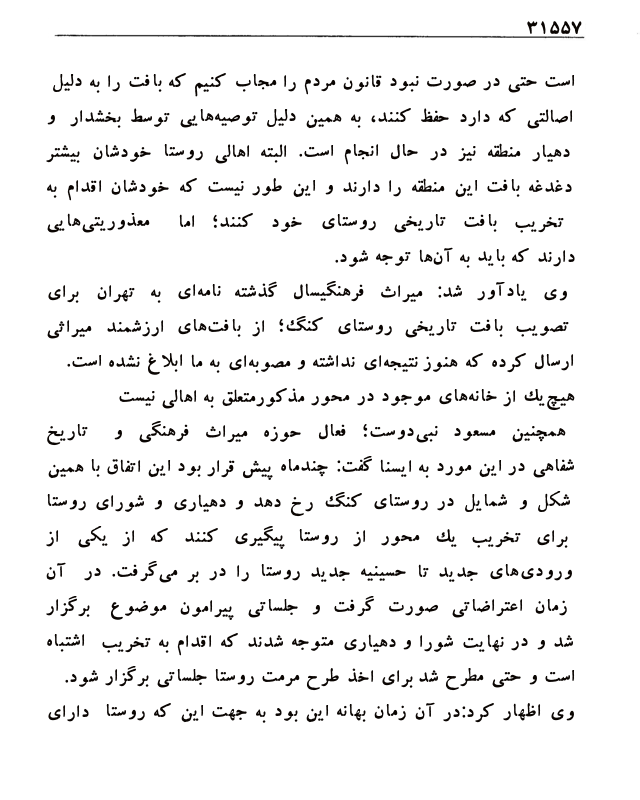 ۳۱۵۵۷
است حتی در صورت نبود قانون مردم را مجاب کنیم که بافت را به دلیل
اصالتی که دارد حفظ کنند، به همین دلیل توصیه‌هایی توسط بخشدار و
دهیار منطقه نیز در حال انجام است. البته اهالی روستا خودشان بیشتر
دغدغه بافت این منطقه را دارند و این طور نیست که خودشان اقدام به
تخریب بافت تاریخی روستای خود کنند؛ اما معذوریتی‌هایی
دارند که باید به آن‌ها توجه شود.
وی یادآور شد: میراث فرهنگیسال گذشته نامه‌ای به تهران برای
تصویب بافت تاریخی روستای کنگ؛ از بافت‌های ارزشمند میراثی
ارسال کرده که هنوز نتیجه‌ای نداشته و مصوبه‌ای به ما ابلاغ نشده است.
هیچ‌یك از خانه‌های موجود در محور مذکورمتعلق به اهالی نیست
همچنین مسعود نبی‌دوست؛ فعال حوزه میراث فرهنگی و تاریخ
شفاهی در این مورد به ایسنا گفت: چندماه پیش قرار بود این اتفاق با همین
شکل و شمایل در روستای کنگ رخ دهد و دهیاری و شورای روستا
برای تخریب یك محور از روستا پیگیری کنند که از یکی از
ورودی‌های جدید تا حسینیه جدید روستا را در بر می‌گرفت. در آن
زمان اعتراضاتی صورت گرفت و جلساتی پیرامون موضوع برگزار
شد و در نهایت شورا و دهیاری متوجه شدند که اقدام به تخریب اشتباه
است و حتی مطرح شد برای اخذ طرح مرمت روستا جلساتی برگزار شود.
وی اظهار کرد:در آن زمان بهانه این بود به جهت این که روستا دارای